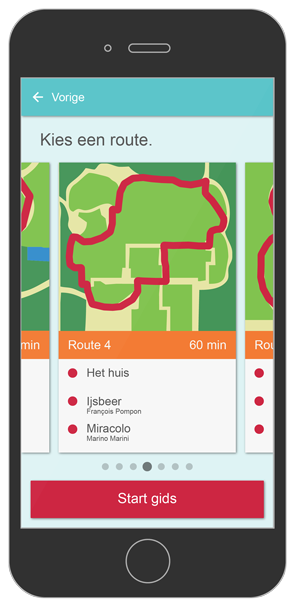 Vorige
Kies een route.
min
Route 4 60 min
Rou
Het huis
Ijsbeer
François Pompon
Miracolo
Marino Marini
Start gids